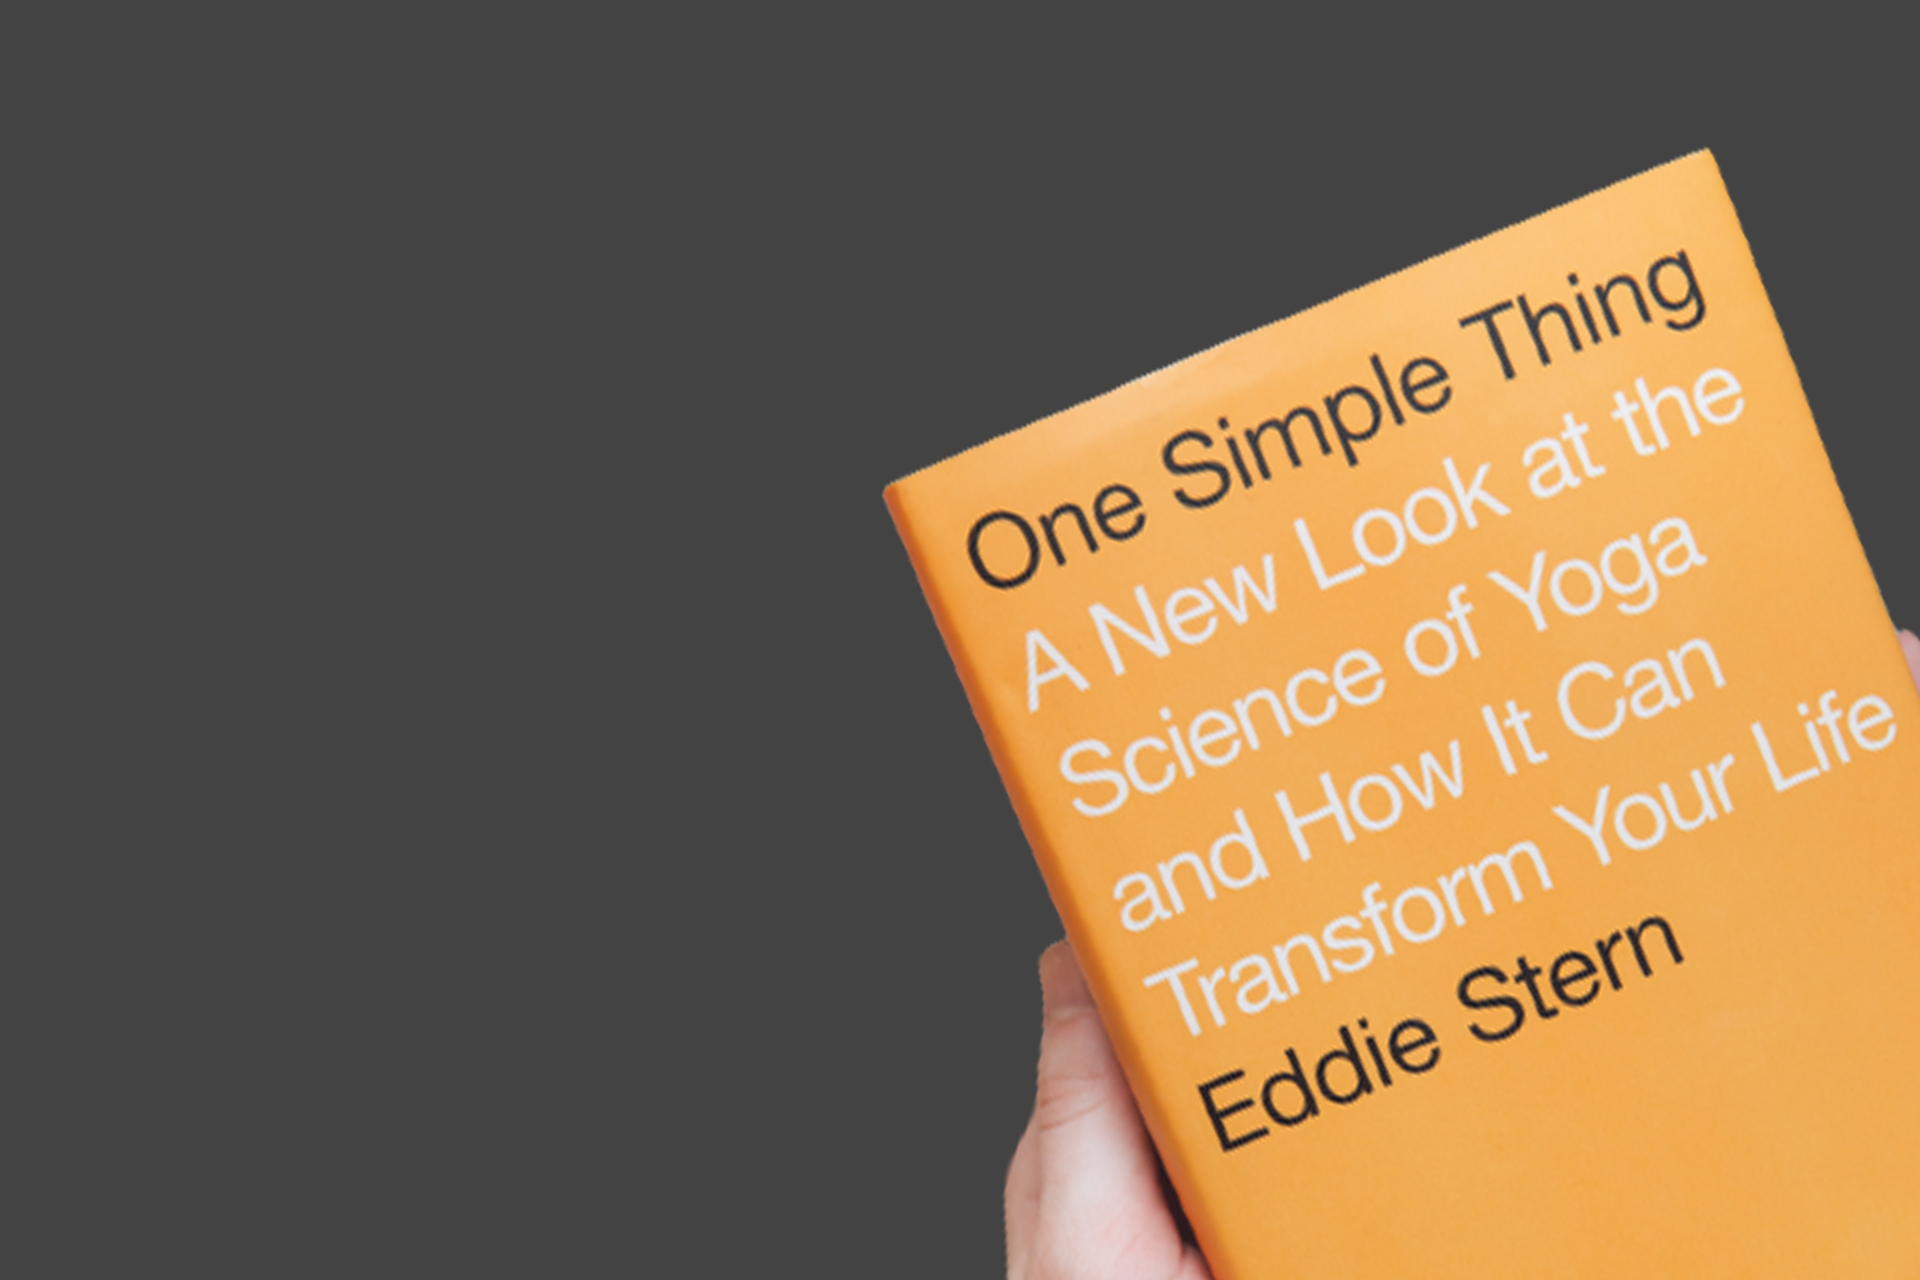 One Simple Thing
A New Look at the
Science of Yoga
and How It Can
Transform Your Life
Eddie Stern